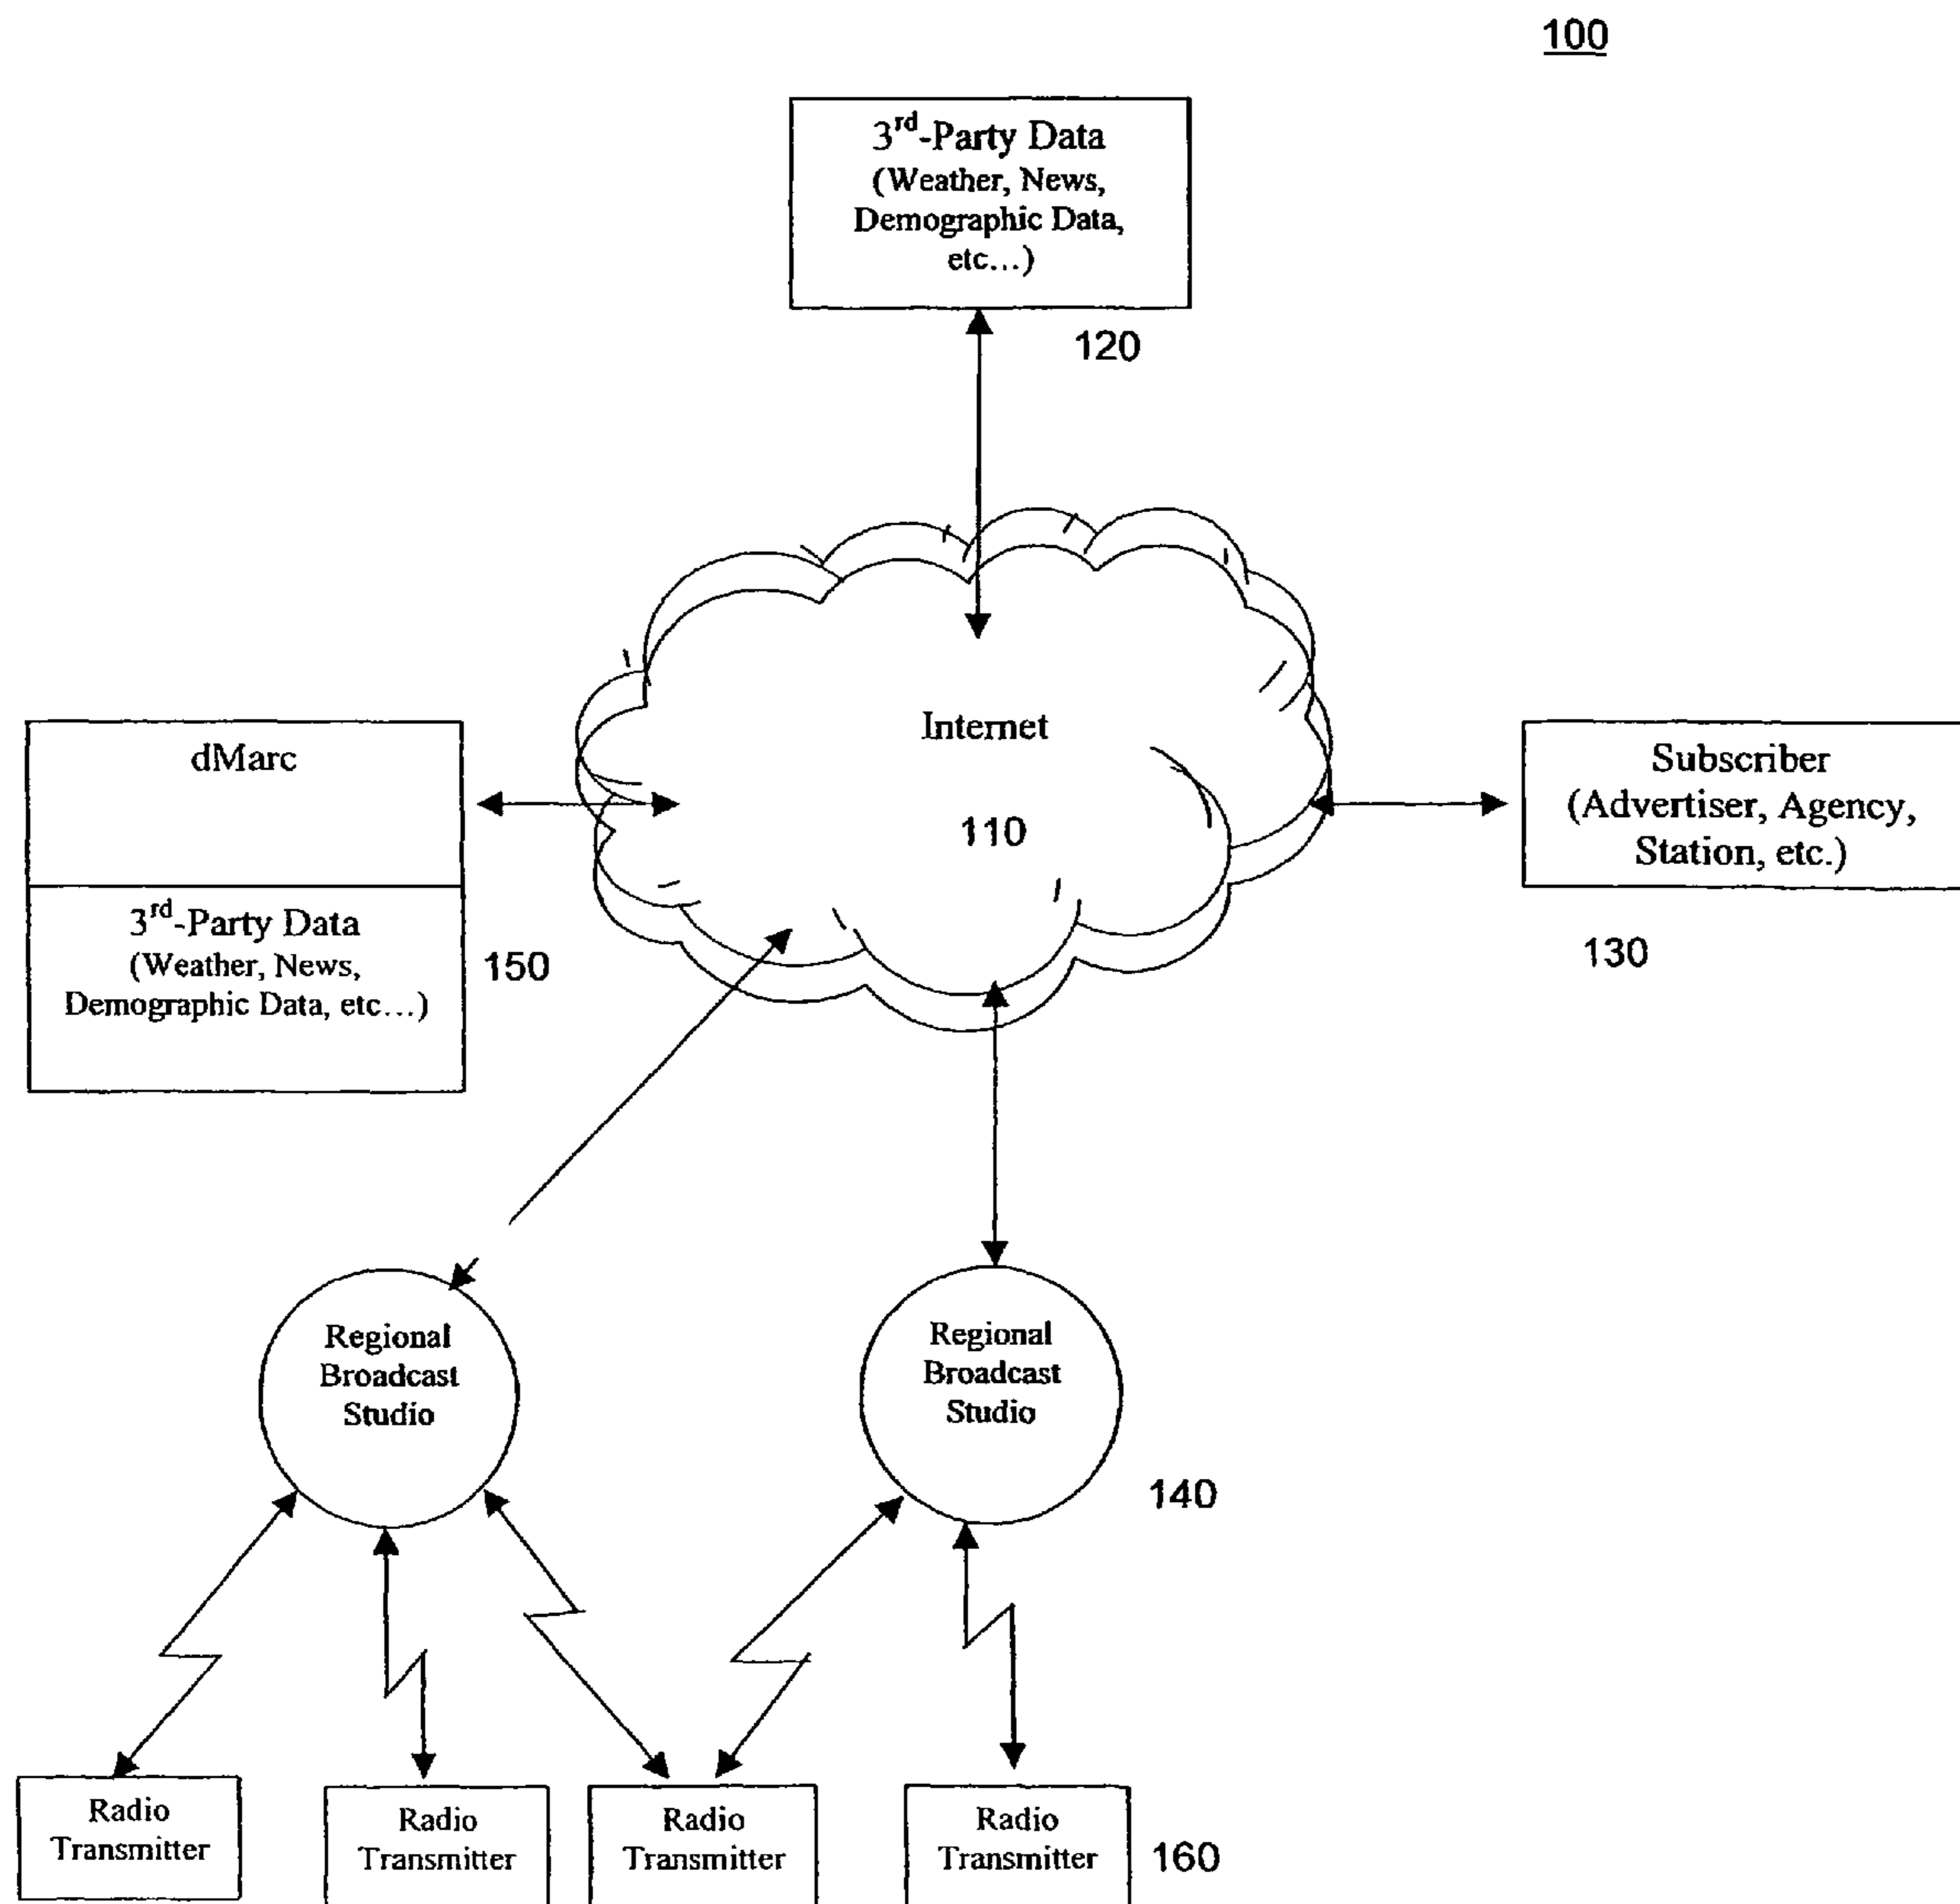 100
3rd-Party Data
(Weather, News,
Demographic Data,
etc...)
120
Internet
110
dMarc
3rd-Party Data
(Weather, News,
Demographic Data, etc...)
150
Subscriber
(Advertiser, Agency,
Station, etc.)
130
Regional
Broadcast
Studio
Regional
Broadcast
Studio
140
Radio
Transmitter
Radio
Transmitter
Radio
Transmitter
Radio
Transmitter
160